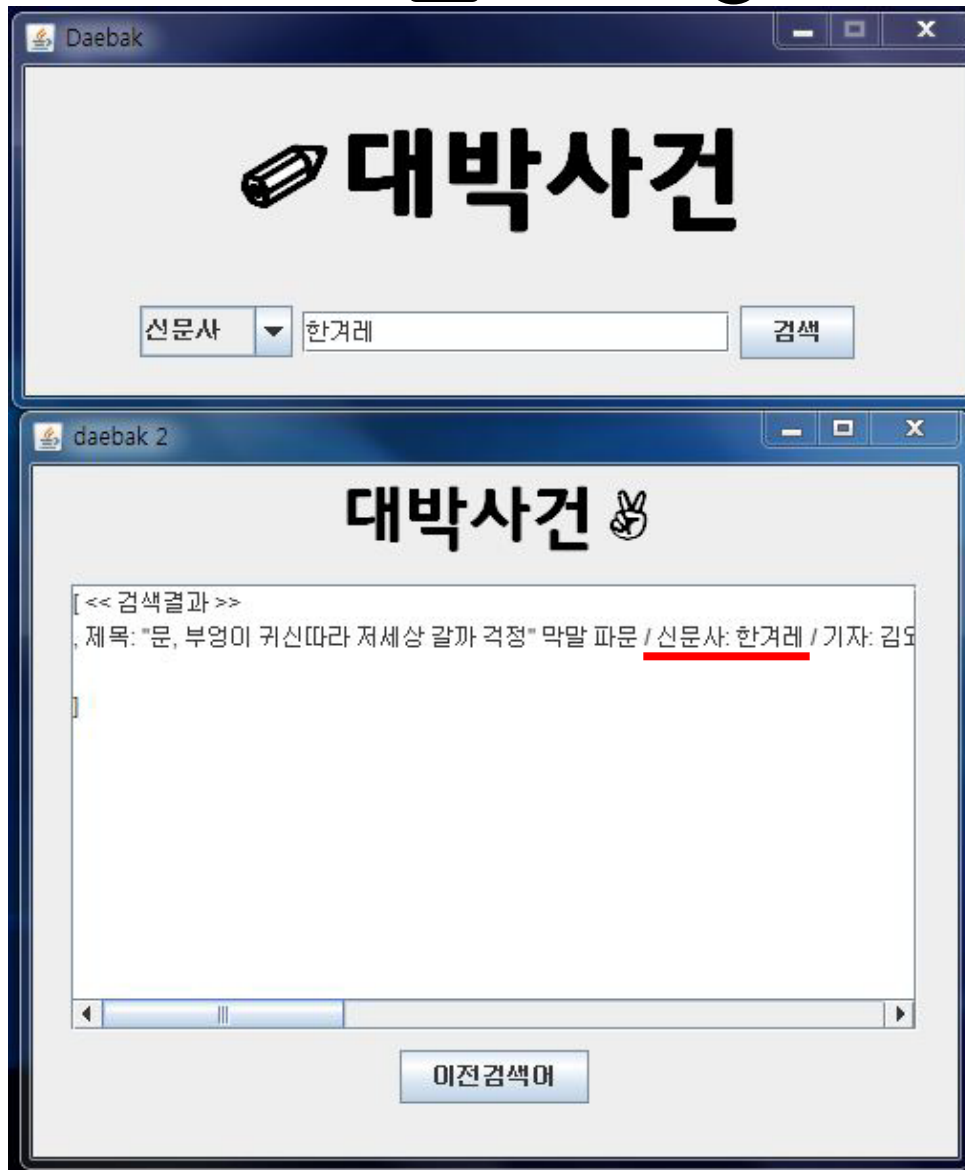 Daebak
대박사건
신문사 한겨레 검색
daebak 2
대박사건
[ << 검색결과 >>
, 제목: "문, 부엉이 귀신따라 저세상 갈까 걱정" 막말 파문 / 신문사: 한겨레 / 기자:
]
이전검색어